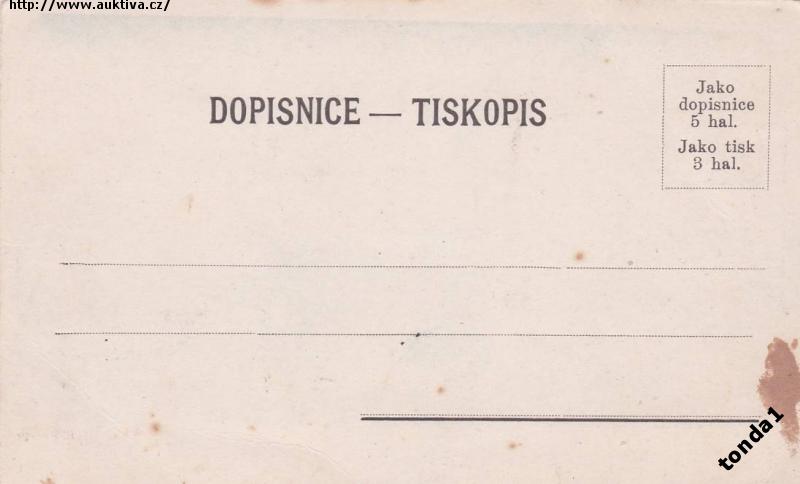 http://www.auktiva.cz/
DOPISNICE — TISKOPIS
Jako
dopisnice
5 hal.
Jako tisk
3 hal.
tonda1